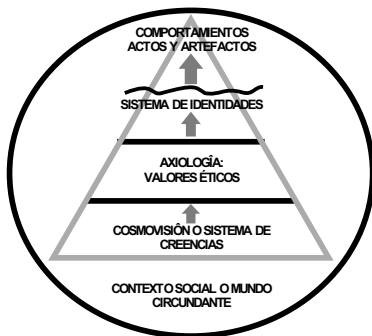 COMPORTAMIENTOS
ACTOS Y ARTEFACTOS
SISTEMA DE IDENTIDADES
AXIOLOGÍA:
VALORES ÉTICOS
COSMOVISIÓN O SISTEMA DE
CREENCIAS
CONTEXTO SOCIAL O MUNDO
CIRCUNDANTE